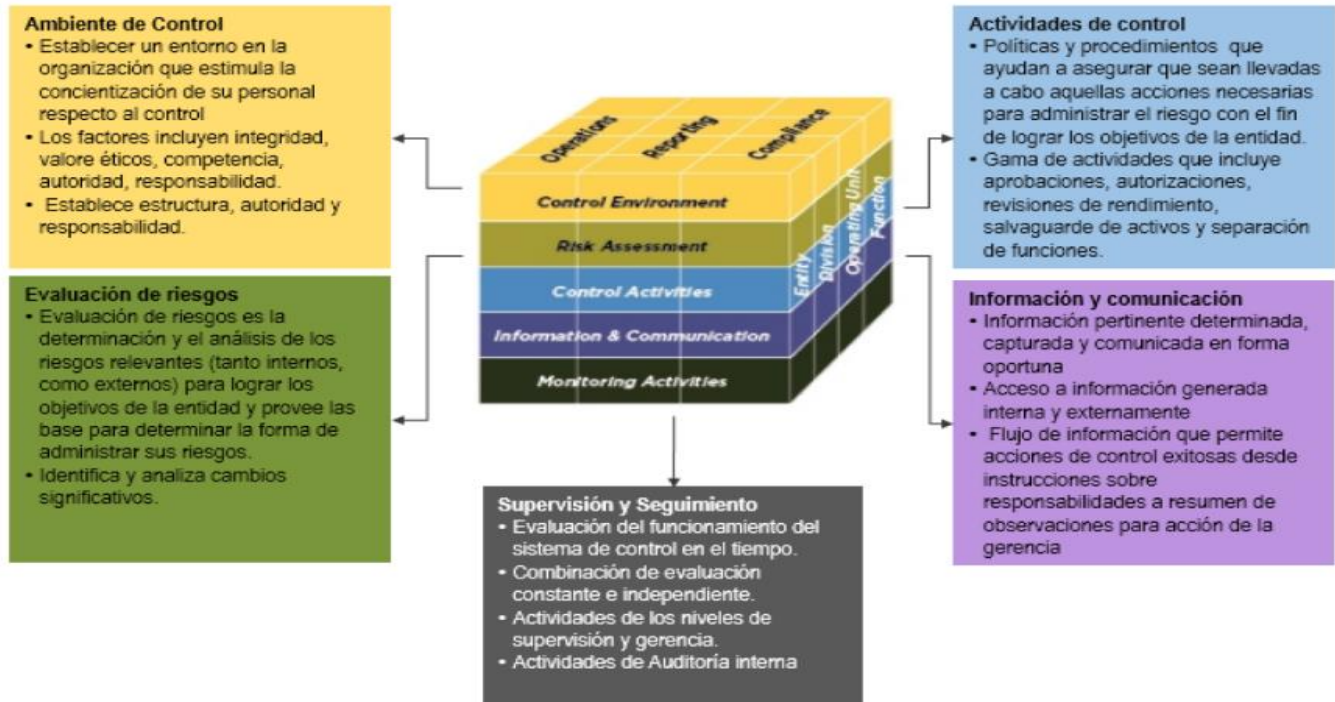 Ambiente de Control
• Establecer un entorno en la
organización que estimula la
concientización de su personal
respecto al control
• Los factores incluyen integridad,
valore éticos, competencia,
autoridad, responsabilidad.
• Establece estructura, autoridad y
responsabilidad.
Evaluación de riesgos
• Evaluación de riesgos es la
determinación y el análisis de los
riesgos relevantes (tanto internos,
como externos) para lograr los
objetivos de la entidad y provee las
base para determinar la forma de
administrar sus riesgos.
• Identifica y analiza cambios
significativos.
Operations
Reporting
Compliance
Control Environment
Risk Assessment
Control Activities
Information & Communication
Monitoring Activities
Entity
Division
Operating Unit
Function
Actividades de control
• Políticas y procedimientos que
ayudan a asegurar que sean llevadas
a cabo aquellas acciones necesarias
para administrar el riesgo con el fin
de lograr los objetivos de la entidad.
• Gama de actividades que incluye
aprobaciones, autorizaciones,
revisiones de rendimiento,
salvaguarde de activos y separación
de funciones.
Información y comunicación
• Información pertinente determinada,
capturada y comunicada en forma
oportuna
• Acceso a información generada
interna y externamente
• Flujo de información que permite
acciones de control exitosas desde
instrucciones sobre
responsabilidades a resumen de
observaciones para acción de la
gerencia
Supervisión y Seguimiento
• Evaluación del funcionamiento del
sistema de control en el tiempo.
• Combinación de evaluación
constante e independiente.
• Actividades de los niveles de
supervisión y gerencia.
• Actividades de Auditoría interna